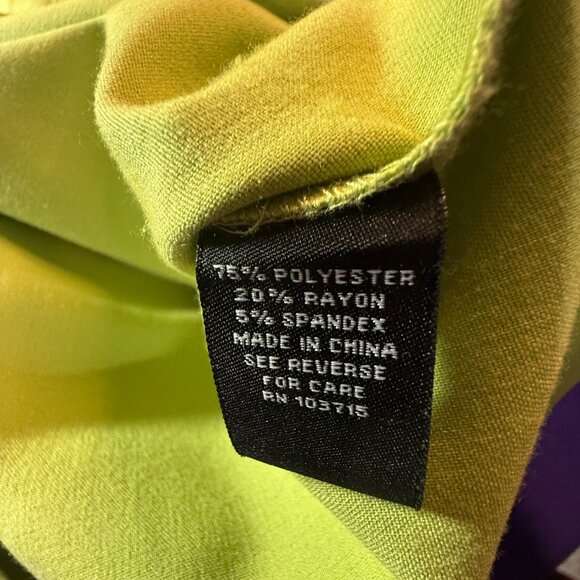 75% POLYESTER
20% RAYON
5% SPANDEX
MADE IN CHINA
SEE REVERSE
FOR CARE
RN 103715